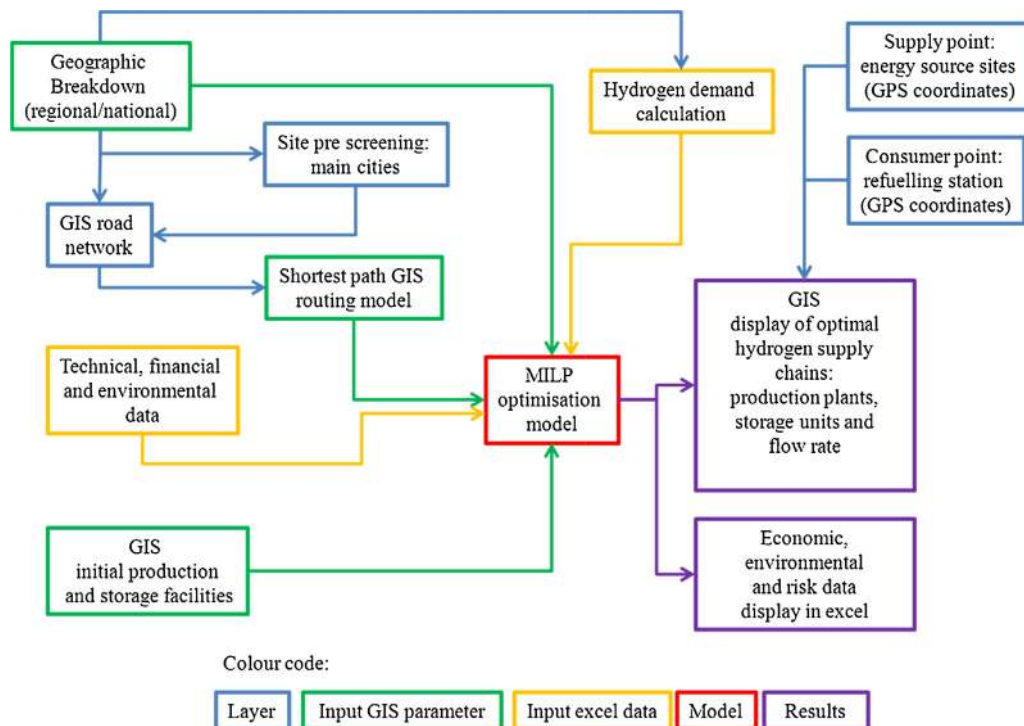 Geographic
Breakdown
(regional/national)
Hydrogen demand
calculation
Supply point:
energy source sites
(GPS coordinates)
Site pre screening:
main cities
Consumer point:
refuelling station
(GPS coordinates)
GIS road
network
Shortest path GIS
routing model
GIS
display of optimal
hydrogen supply
chains:
production plants,
storage units and
flow rate
Technical, financial
and environmental
data
MILP
optimisation
model
GIS
initial production
and storage facilities
Economic,
environmental
and risk data
display in excel
Colour code:
Layer
Input GIS parameter
Input excel data
Model
Results